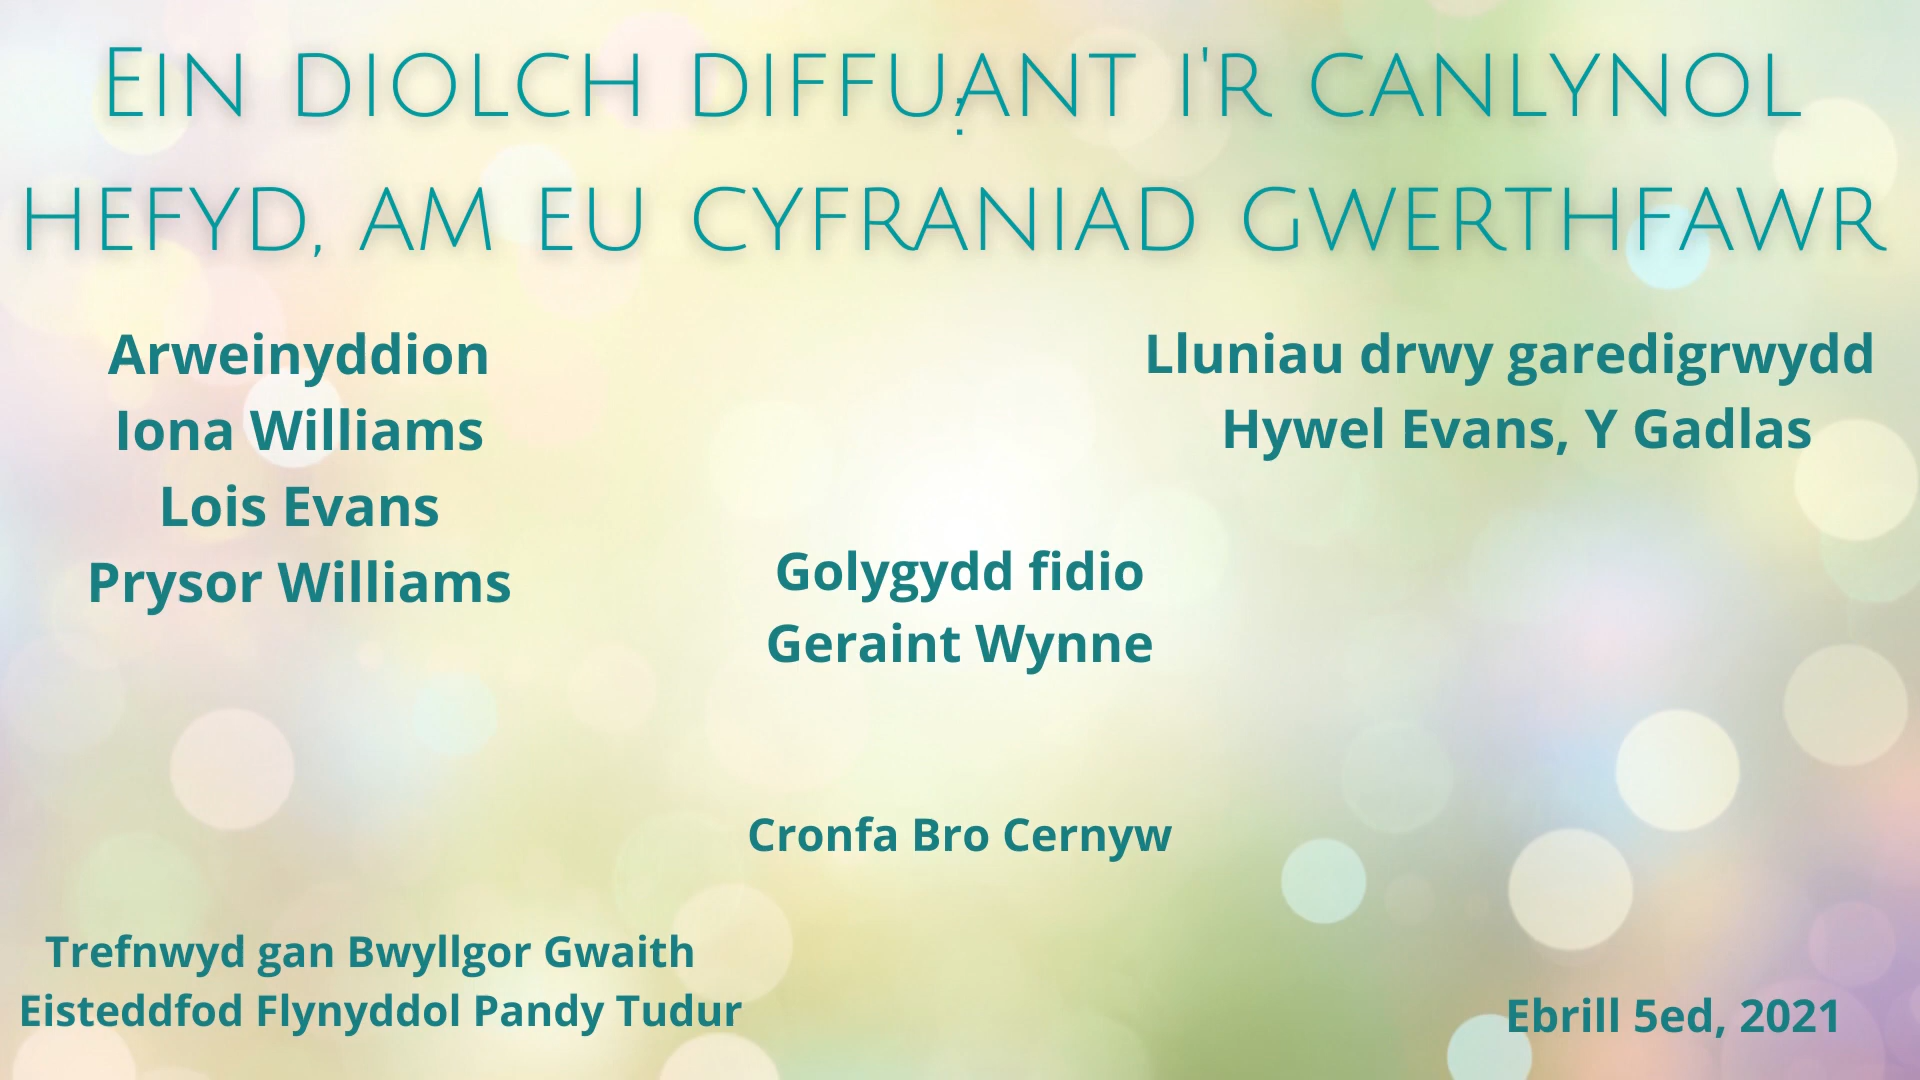 Ein diolch diffuant i'r canlynol
hefyd, am eu cyfraniad gwerthfawr
:
Arweinyddion
Iona Williams
Lois Evans
Prysor Williams
Lluniau drwy garedigrwydd
Hywel Evans, Y Gadlas
Golygydd fidio
Geraint Wynne
Cronfa Bro Cernyw
Trefnwyd gan Bwyllgor Gwaith
Eisteddfod Flynyddol Pandy Tudur
Ebrill 5ed, 2021